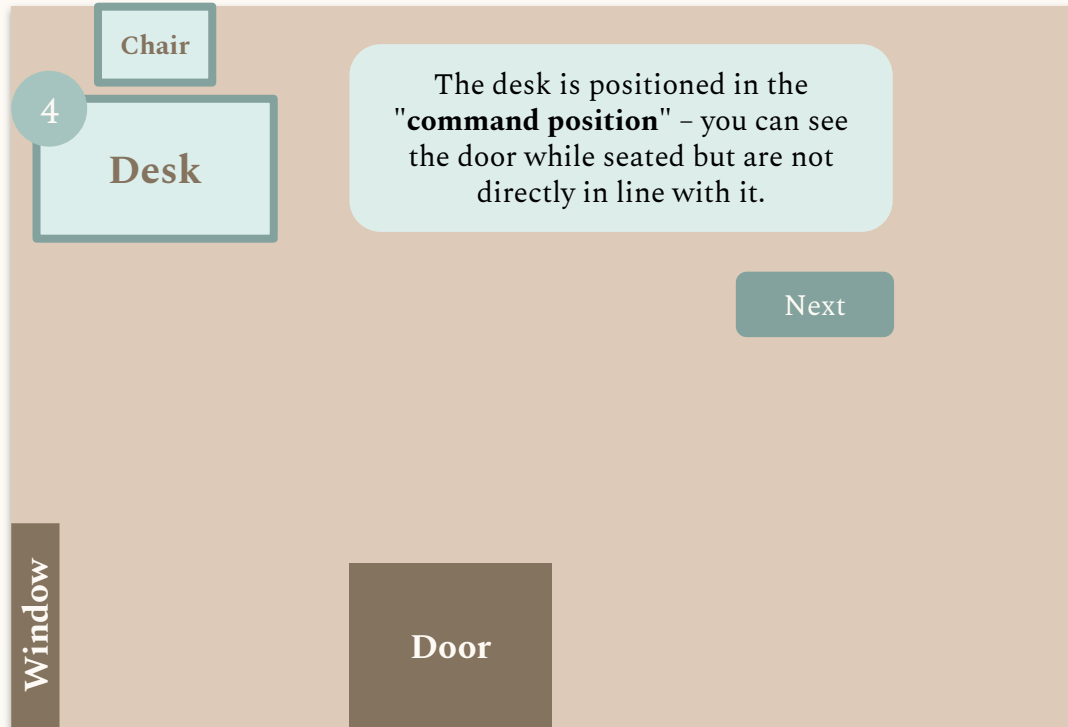 Chair
4
Desk
The desk is positioned in the
"command position" – you can see
the door while seated but are not
directly in line with it.
Next
Window
Door